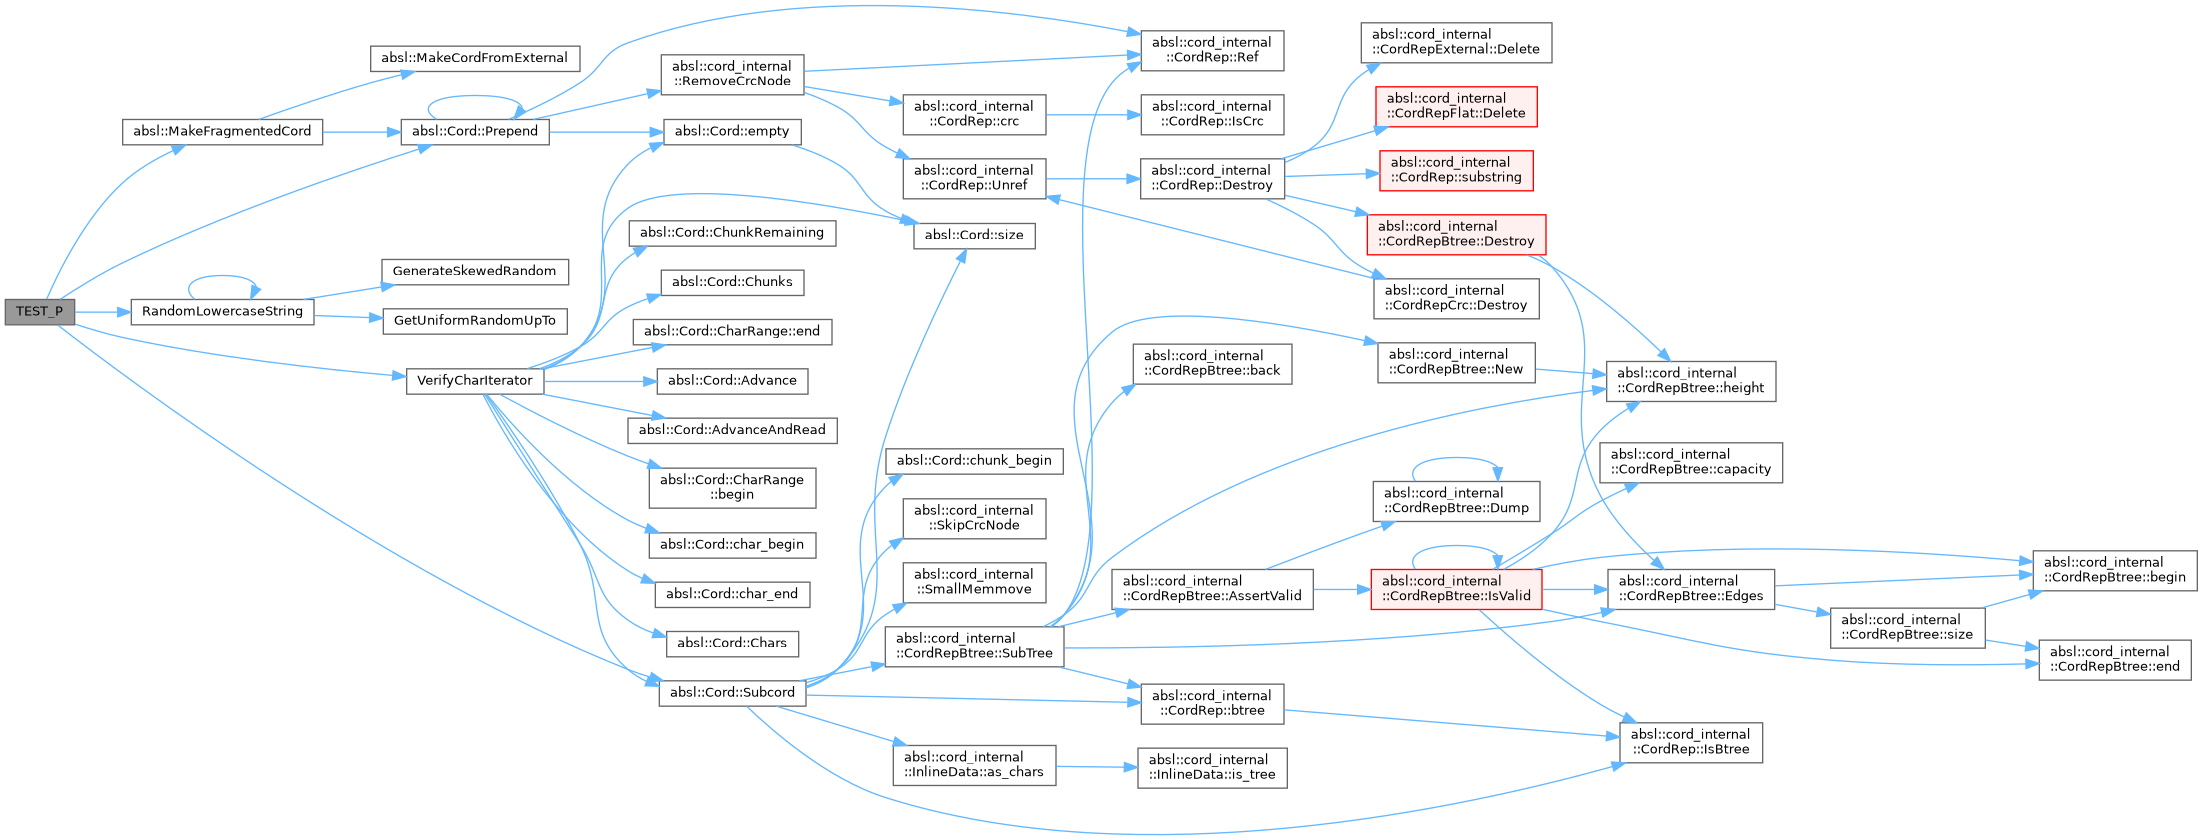 TEST_P
absl::MakeFragmentedCord
absl::MakeCordFromExternal
absl::Cord::Prepend
RandomLowercaseString
GenerateSkewedRandom
GetUniformRandomUpTo
VerifyCharIterator
absl::cord_internal
::RemoveCrcNode
absl::Cord::empty
absl::Cord::ChunkRemaining
absl::Cord::Chunks
absl::Cord::CharRange::end
absl::Cord::Advance
absl::Cord::AdvanceAndRead
absl::Cord::CharRange
::begin
absl::Cord::char_begin
absl::Cord::char_end
absl::Cord::Chars
absl::Cord::Subcord
absl::cord_internal
::CordRep::crc
absl::cord_internal
::CordRep::Unref
absl::Cord::size
absl::Cord::chunk_begin
absl::cord_internal
::SkipCrcNode
absl::cord_internal
::SmallMemmove
absl::cord_internal
::CordRepBtree::SubTree
absl::cord_internal
::InlineData::as_chars
absl::cord_internal
::CordRep::Ref
absl::cord_internal
::CordRep::IsCrc
absl::cord_internal
::CordRep::Destroy
absl::cord_internal
::CordRepBtree::back
absl::cord_internal
::CordRepBtree::AssertValid
absl::cord_internal
::CordRep::btree
absl::cord_internal
::InlineData::is_tree
absl::cord_internal
::CordRepExternal::Delete
absl::cord_internal
::CordRepFlat::Delete
absl::cord_internal
::CordRep::substring
absl::cord_internal
::CordRepBtree::Destroy
absl::cord_internal
::CordRepCrc::Destroy
absl::cord_internal
::CordRepBtree::New
absl::cord_internal
::CordRepBtree::Dump
absl::cord_internal
::CordRepBtree::IsValid
absl::cord_internal
::CordRepBtree::height
absl::cord_internal
::CordRepBtree::capacity
absl::cord_internal
::CordRepBtree::Edges
absl::cord_internal
::CordRep::IsBtree
absl::cord_internal
::CordRepBtree::size
absl::cord_internal
::CordRepBtree::begin
absl::cord_internal
::CordRepBtree::end